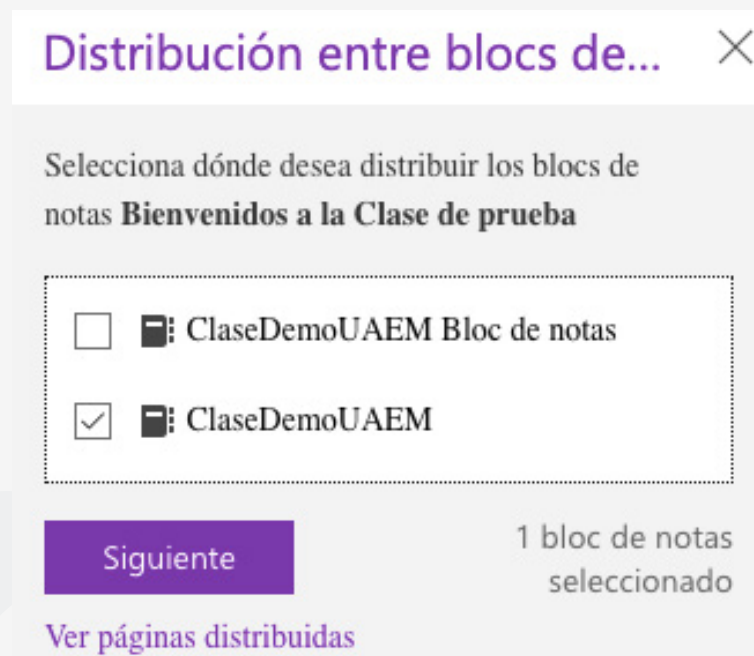 Distribución entre blocs de...
Selecciona dónde desea distribuir los blocs de
notas Bienvenidos a la Clase de prueba
ClaseDemoUAEM Bloc de notas
ClaseDemoUAEM
Siguiente
1 bloc de notas
seleccionado
Ver páginas distribuidas